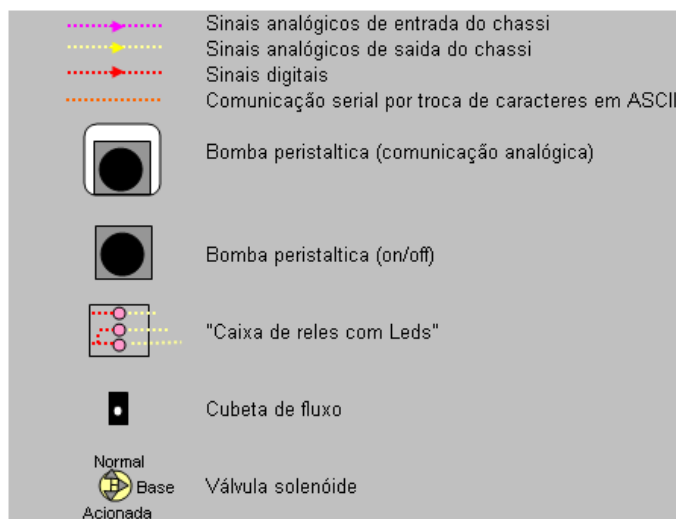 Sinais analógicos de entrada do chassi
Sinais analógicos de saida do chassi
Sinais digitais
Comunicação serial por troca de caracteres em ASCII
Bomba peristaltica (comunicação analógica)
Bomba peristaltica (on/off)
"Caixa de reles com Leds"
Cubeta de fluxo
Normal
Base
Válvula solenóide
Acionada